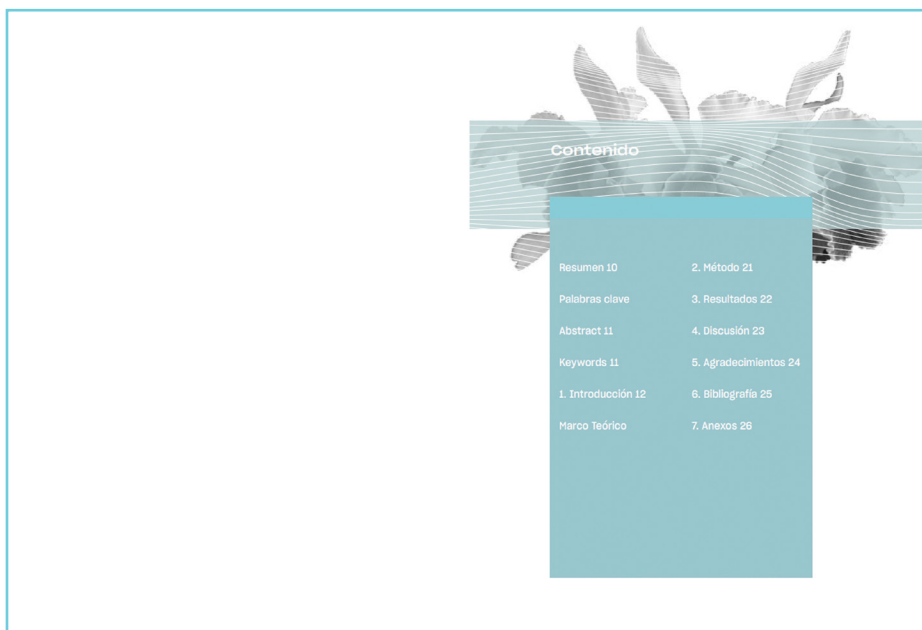 Contenido
Resumen 10
Palabras clave
Abstract 11
Keywords 11
1. Introducción 12
Marco Teórico
2. Método 21
3. Resultados 22
4. Discusión 23
5. Agradecimientos 24
6. Bibliografía 25
7. Anexos 26